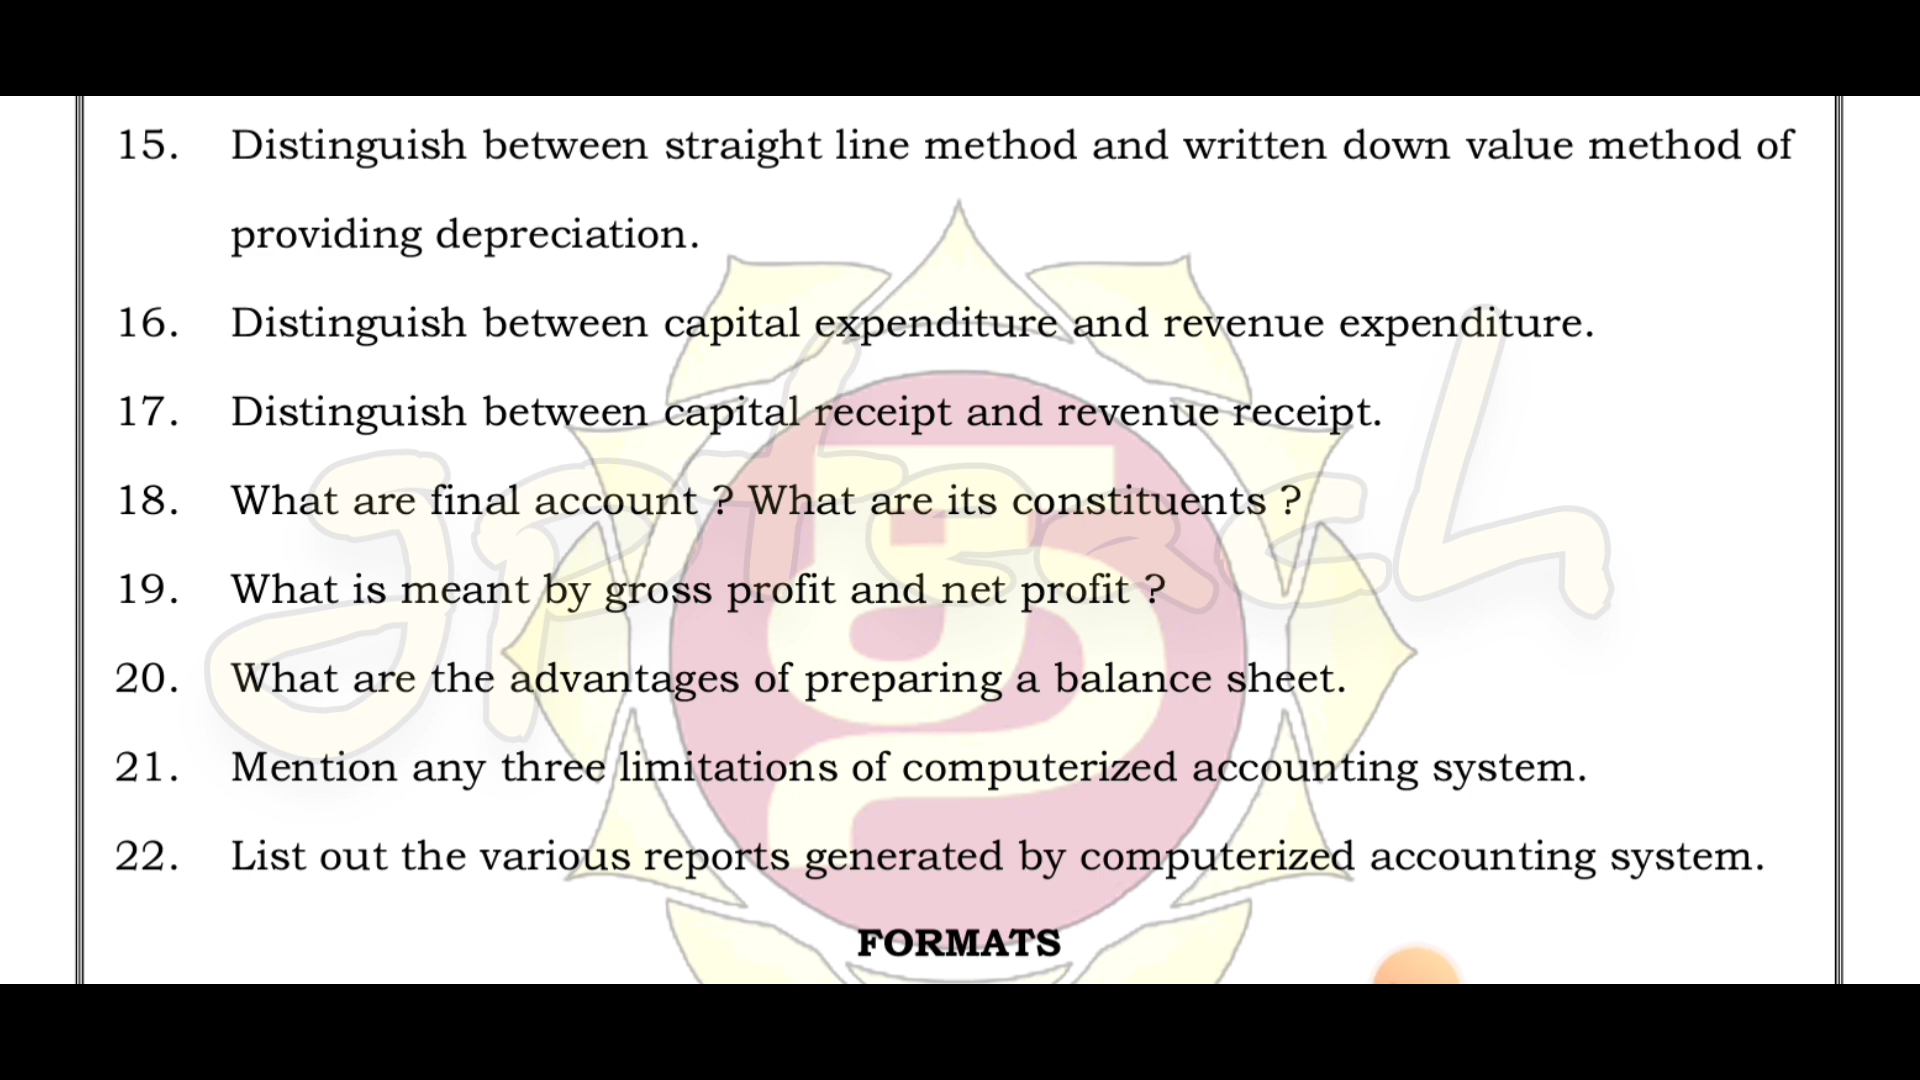 15. Distinguish between straight line method and written down value method of
providing depreciation.
16. Distinguish between capital expenditure and revenue expenditure.
17. Distinguish between capital receipt and revenue receipt.
18. What are final account ? What are its constituents ?
19. What is meant by gross profit and net profit ?
20. What are the advantages of preparing a balance sheet.
21. Mention any three limitations of computerized accounting system.
22. List out the various reports generated by computerized accounting system.
FORMATS